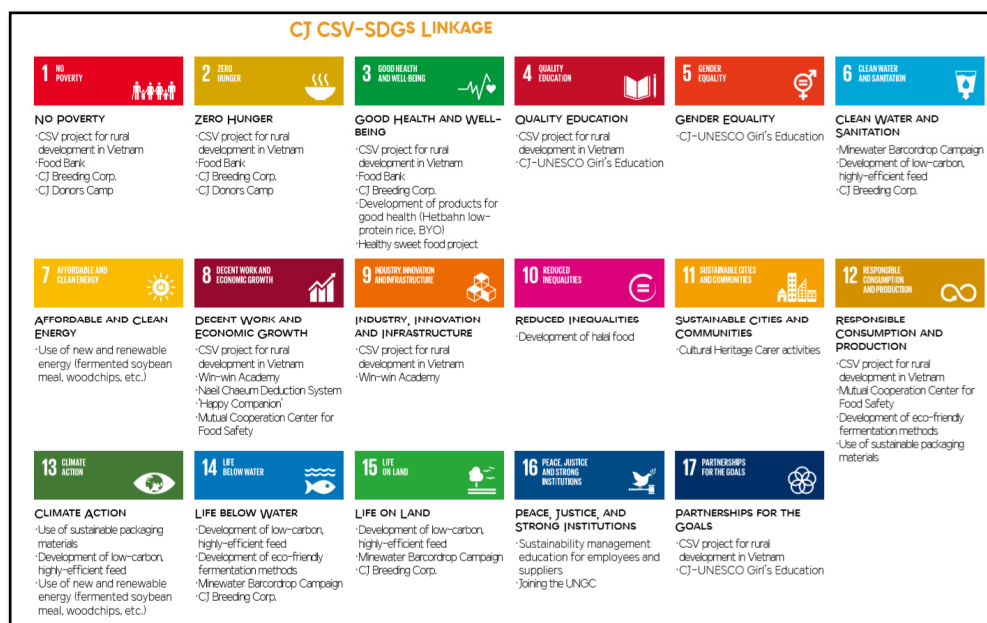 CJ CSV-SDGs Linkage
1 NO
POVERTY
No poverty
·CSV project for rural
development in Vietnam
·Food Bank
·CJ Breeding Corp.
·CJ Donors Camp
2 ZERO
HUNGER
Zero Hunger
·CSV project for rural
development in Vietnam
·Food Bank
·CJ Breeding Corp.
·CJ Donors Camp
3 GOOD HEALTH
AND WELL-BEING
Good Health and Well-
being
·CSV project for rural
development in Vietnam
·Food Bank
·CJ Breeding Corp.
·Development of products for
good health (Hetbahn low-
protein rice, BYO)
·Healthy sweet food project
4 QUALITY
EDUCATION
Quality Education
·CSV project for rural
development in Vietnam
·CJ-UNESCO Girl's Education
5 GENDER
EQUALITY
Gender Equality
·CJ-UNESCO Girl's Education
6 CLEAN WATER
AND SANITATION
Clean Water and
Sanitation
·Minewater Barcordrop Campaign
·Development of low-carbon,
highly-efficient feed
·CJ Breeding Corp.
7 AFFORDABLE AND
CLEAN ENERGY
Affordable and Clean
Energy
·Use of new and renewable
energy (fermented soybean
meal, woodchips, etc.)
8 DECENT WORK AND
ECONOMIC GROWTH
Decent Work and
Economic Growth
·CSV project for rural
development in Vietnam
·Win-win Academy
·Naeil Chaeum Deduction System
·'Happy Companion'
·Mutual Cooperation Center for
Food Safety
9 INDUSTRY, INNOVATION
AND INFRASTRUCTURE
Industry, Innovation
and Infrastructure
·CSV project for rural
development in Vietnam
·Win-win Academy
10 REDUCED
INEQUALITIES
Reduced Inequalities
·Development of halal food
11 SUSTAINABLE CITIES
AND COMMUNITIES
Sustainable Cities and
Communities
·Cultural Heritage Carer activities
12 RESPONSIBLE
CONSUMPTION
AND PRODUCTION
Responsible
Consumption and
production
·CSV project for rural
development in Vietnam
·Mutual Cooperation Center for
Food Safety
·Development of eco-friendly
fermentation methods
·Use of sustainable packaging
materials
13 CLIMATE
ACTION
Climate Action
·Use of sustainable packaging
materials
·Development of low-carbon,
highly-efficient feed
·Use of new and renewable
energy (fermented soybean
meal, woodchips, etc.)
14 LIFE
BELOW WATER
Life Below Water
·Development of low-carbon,
highly-efficient feed
·Development of eco-friendly
fermentation methods
·Minewater Barcordrop Campaign
·CJ Breeding Corp.
15 LIFE
ON LAND
Life on Land
·Development of low-carbon,
highly-efficient feed
·Minewater Barcordrop Campaign
·CJ Breeding Corp.
16 PEACE, JUSTICE
AND STRONG
INSTITUTIONS
Peace, Justice, and
Strong Institutions
·Sustainability management
education for employees and
suppliers
·Joining the UNGC
17 PARTNERSHIPS
FOR THE GOALS
Partnerships for the
Goals
·CSV project for rural
development in Vietnam
·CJ-UNESCO Girl's Education